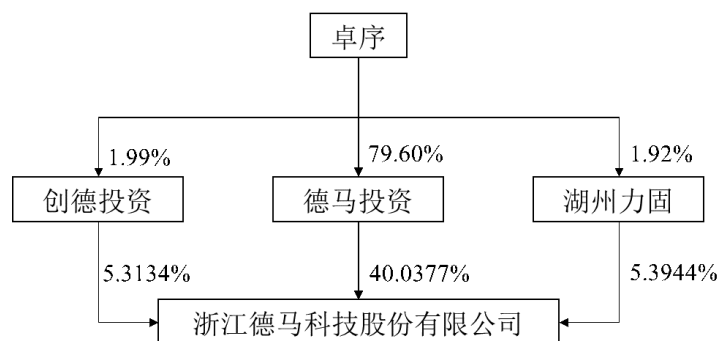 卓序
1.99%
79.60%
1.92%
创德投资
德马投资
湖州力固
5.3134%
40.0377%
5.3944%
浙江德马科技股份有限公司